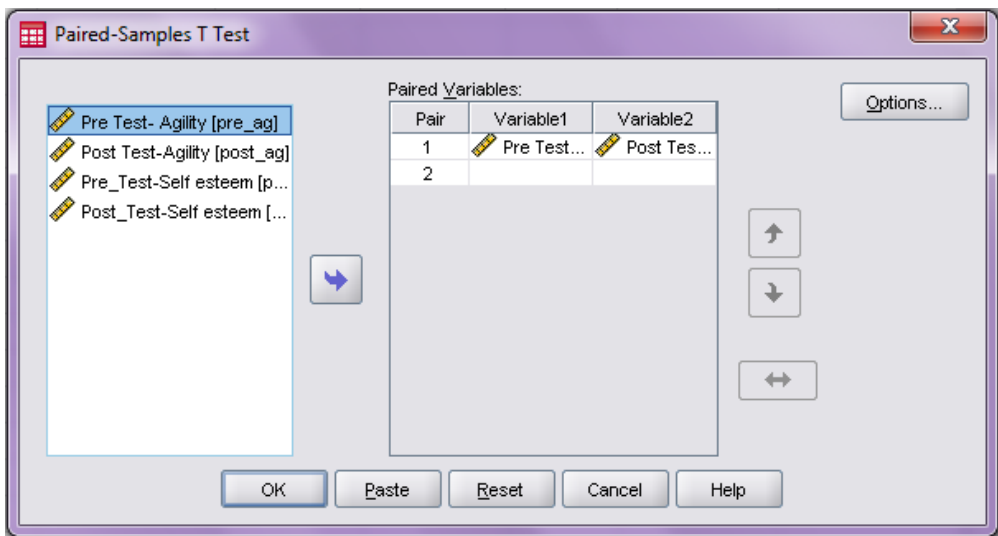 Paired-Samples T Test
Pre Test- Agility [pre_ag]
Post Test-Agility [post_ag]
Pre_Test-Self esteem [p...
Post_Test-Self esteem [...
Paired Variables:
Pair Variable1 Variable2
1 Pre Test... Post Tes...
2
Options...
OK Paste Reset Cancel Help